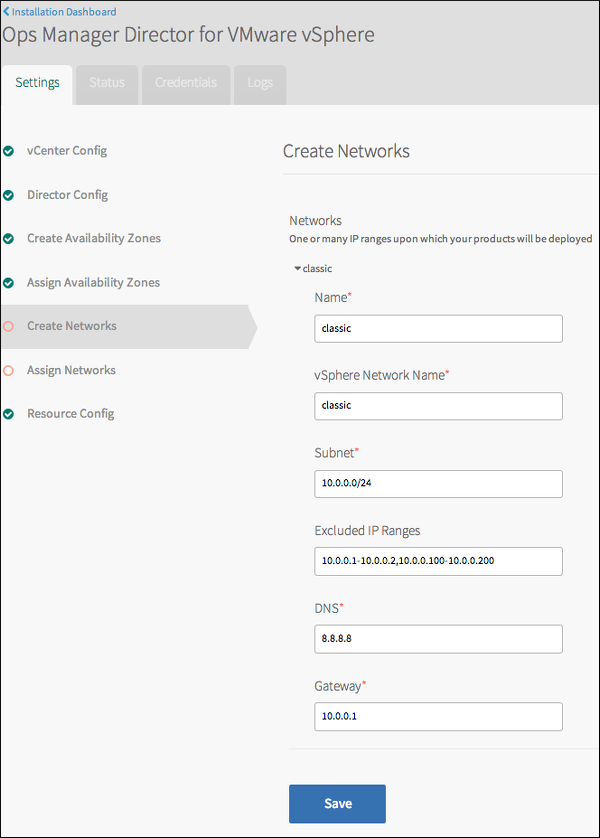 Installation Dashboard
Ops Manager Director for VMware vSphere
Settings
Status
Credentials
Logs
vCenter Config
Director Config
Create Availability Zones
Assign Availability Zones
Create Networks
Assign Networks
Resource Config
Create Networks
Networks
One or many IP ranges upon which your products will be deployed
classic
Name*
classic
vSphere Network Name*
classic
Subnet*
10.0.0.0/24
Excluded IP Ranges
10.0.0.1-10.0.0.2,10.0.0.100-10.0.0.200
DNS*
8.8.8.8
Gateway*
10.0.0.1
Save